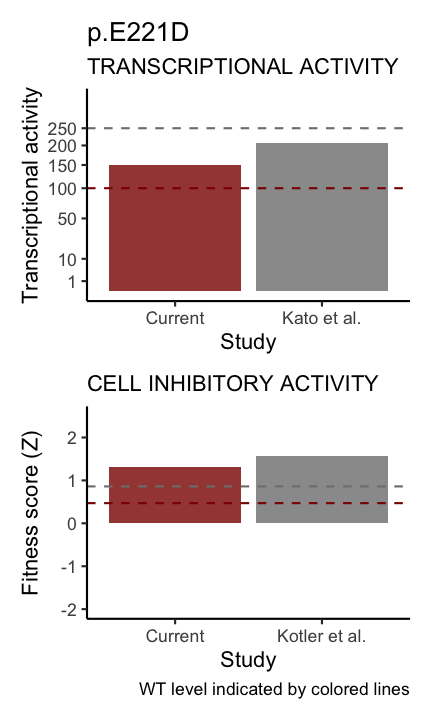 p.E221D
TRANSCRIPTIONAL ACTIVITY
Transcriptional activity
250
200
150
100
50
10
1
Current
Kato et al.
Study
CELL INHIBITORY ACTIVITY
Fitness score (Z)
2
1
0
-1
-2
Current
Kotler et al.
Study
WT level indicated by colored lines